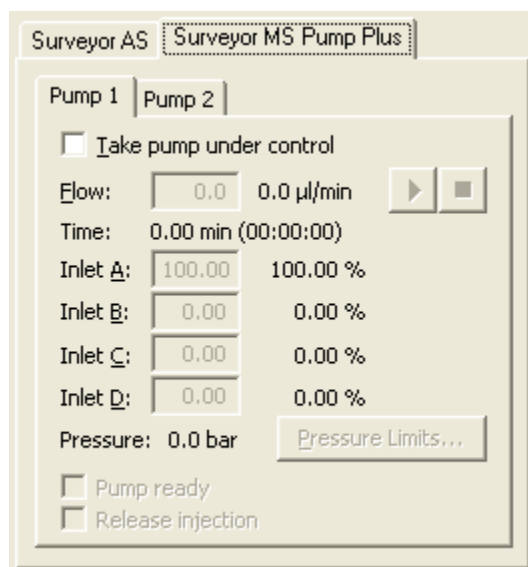 Surveyor AS Surveyor MS Pump Plus
Pump 1 Pump 2
Take pump under control
Flow: 0.0 0.0 µl/min
Time: 0.00 min (00:00:00)
Inlet A: 100.00 100.00 %
Inlet B: 0.00 0.00 %
Inlet C: 0.00 0.00 %
Inlet D: 0.00 0.00 %
Pressure: 0.0 bar Pressure Limits...
Pump ready
Release injection